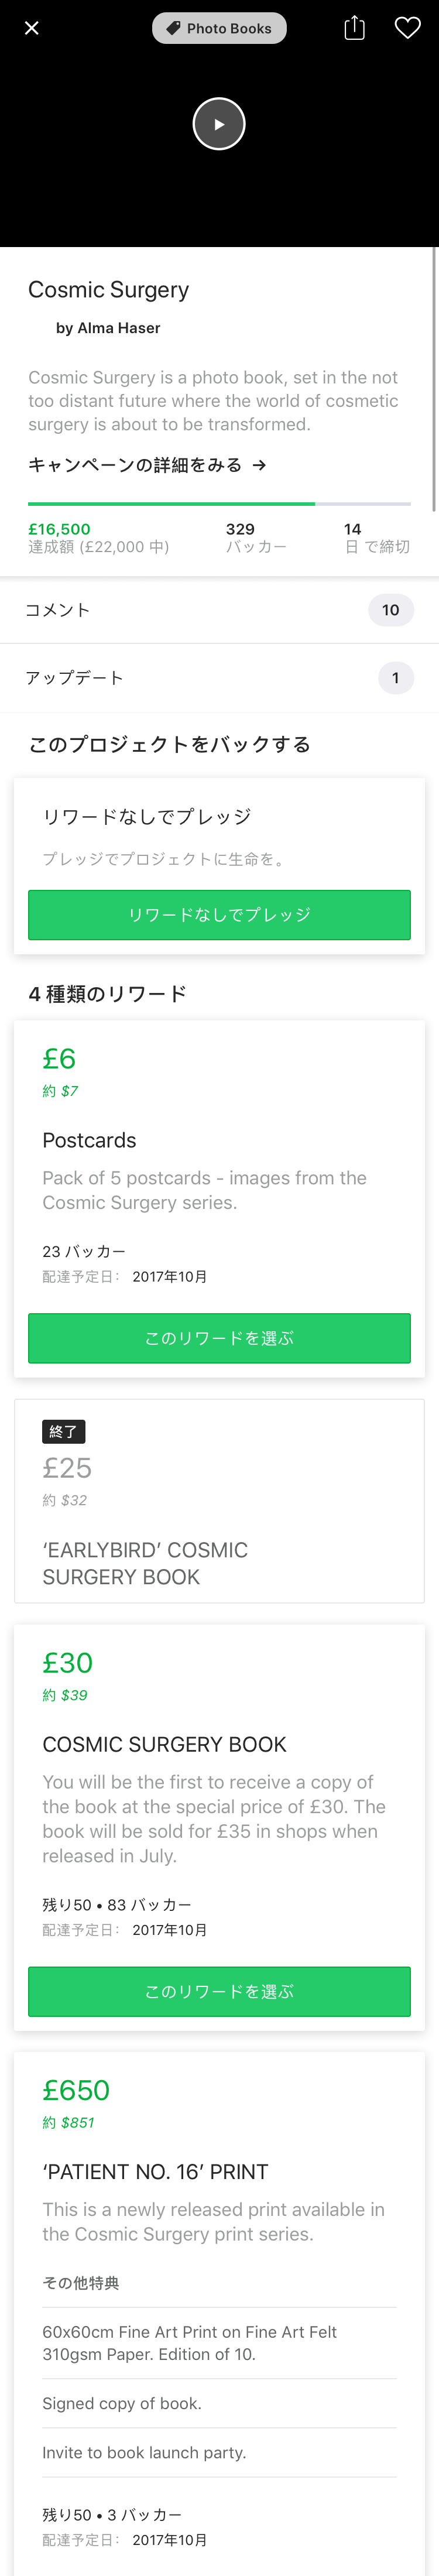 Photo Books
Cosmic Surgery
by Alma Haser
Cosmic Surgery is a photo book, set in the not
too distant future where the world of cosmetic
surgery is about to be transformed.
キャンペーンの詳細をみる →
£16,500
達成額 (£22,000 中)
329
バッカー
14
日 で締切
コメント
10
アップデート
1
このプロジェクトをバックする
リワードなしでプレッジ
プレッジでプロジェクトに生命を。
リワードなしでプレッジ
4 種類のリワード
£6
約 $7
Postcards
Pack of 5 postcards - images from the
Cosmic Surgery series.
23 バッカー
配達予定日： 2017年10月
このリワードを選ぶ
終了
£25
約 $32
‘EARLYBIRD’ COSMIC
SURGERY BOOK
£30
約 $39
COSMIC SURGERY BOOK
You will be the first to receive a copy of
the book at the special price of £30. The
book will be sold for £35 in shops when
released in July.
残り50 • 83 バッカー
配達予定日： 2017年10月
このリワードを選ぶ
£650
約 $851
‘PATIENT NO. 16’ PRINT
This is a newly released print available in
the Cosmic Surgery print series.
その他特典
60x60cm Fine Art Print on Fine Art Felt
310gsm Paper. Edition of 10.
Signed copy of book.
Invite to book launch party.
残り50 • 3 バッカー
配達予定日： 2017年10月